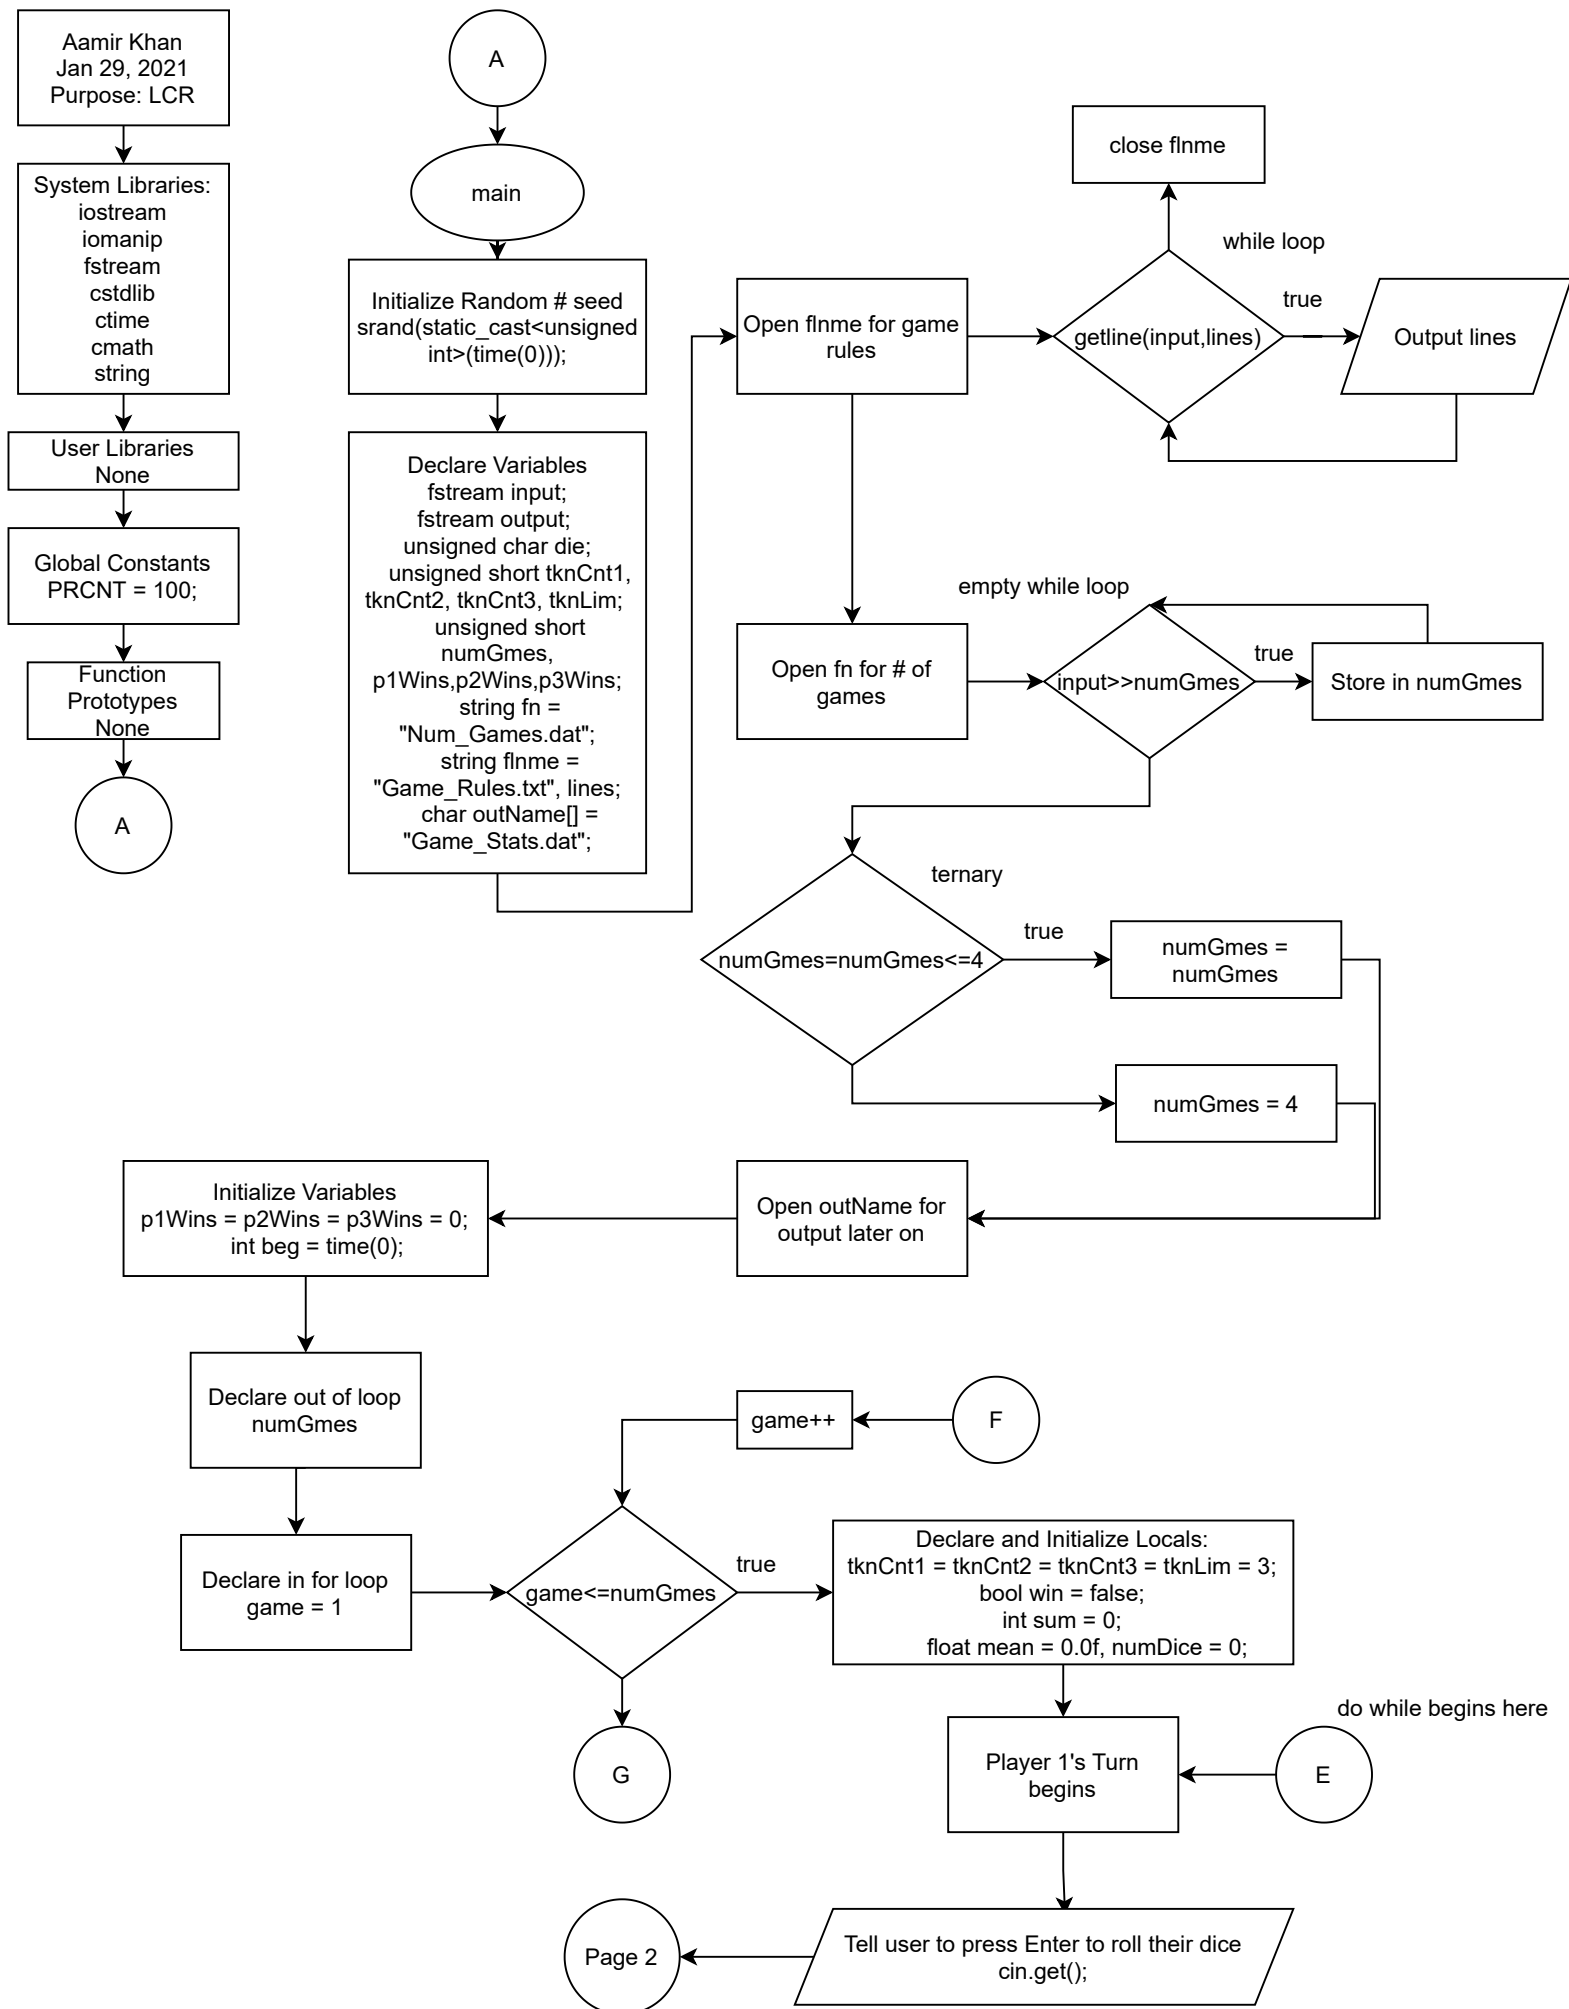 Aamir Khan
Jan 29, 2021
Purpose: LCR
System Libraries:
iostream
iomanip
fstream
cstdlib
ctime
cmath
string
User Libraries
None
Global Constants
PRCNT = 100;
Function
Prototypes
None
A
A
main
Initialize Random # seed
srand(static_cast<unsigned
int>(time(0)));
Declare Variables
fstream input;
fstream output;
unsigned char die;
unsigned short tknCnt1,
tknCnt2, tknCnt3, tknLim;
unsigned short
numGmes,
p1Wins,p2Wins,p3Wins;
string fn =
"Num_Games.dat";
string flnme =
"Game_Rules.txt", lines;
char outName[] =
"Game_Stats.dat";
Open flnme for game
rules
close flnme
while loop
getline(input,lines)
true
Output lines
Open fn for # of
games
empty while loop
input>>numGmes
true
Store in numGmes
ternary
numGmes=numGmes<=4
true
numGmes =
numGmes
numGmes = 4
Open outName for
output later on
Initialize Variables
p1Wins = p2Wins = p3Wins = 0;
int beg = time(0);
Declare out of loop
numGmes
Declare in for loop
game = 1
game++
F
game<=numGmes
true
G
Declare and Initialize Locals:
tknCnt1 = tknCnt2 = tknCnt3 = tknLim = 3;
bool win = false;
int sum = 0;
float mean = 0.0f, numDice = 0;
do while begins here
Player 1's Turn
begins
E
Tell user to press Enter to roll their dice
cin.get();
Page 2